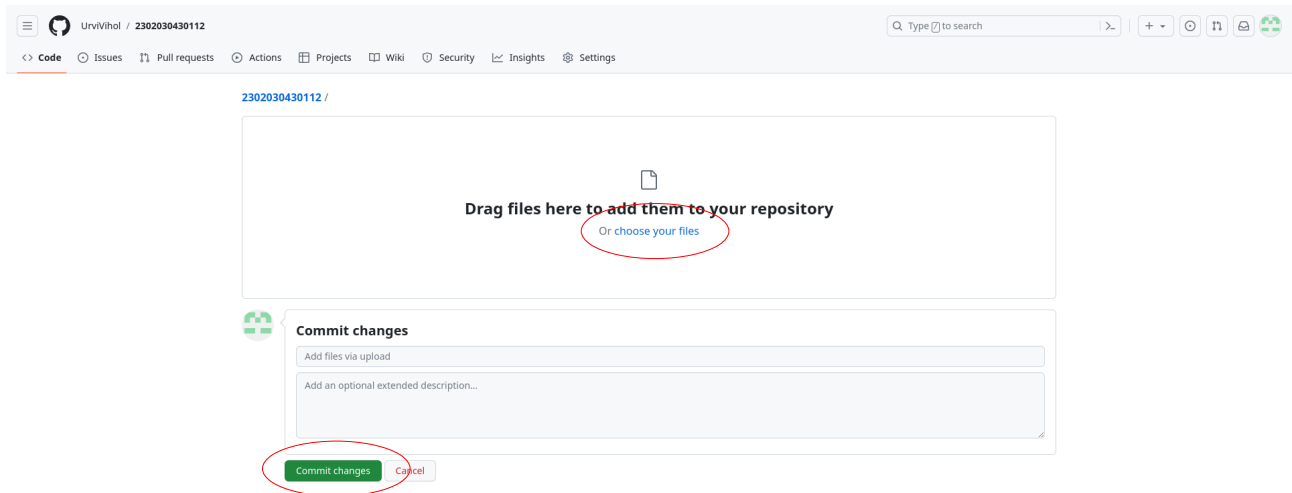 UrviVihol / 2302030430112
Type / to search
Code Issues Pull requests Actions Projects Wiki Security Insights Settings
2302030430112 /
Drag files here to add them to your repository
Or choose your files
Commit changes
Add files via upload
Add an optional extended description...
Commit changes Cancel